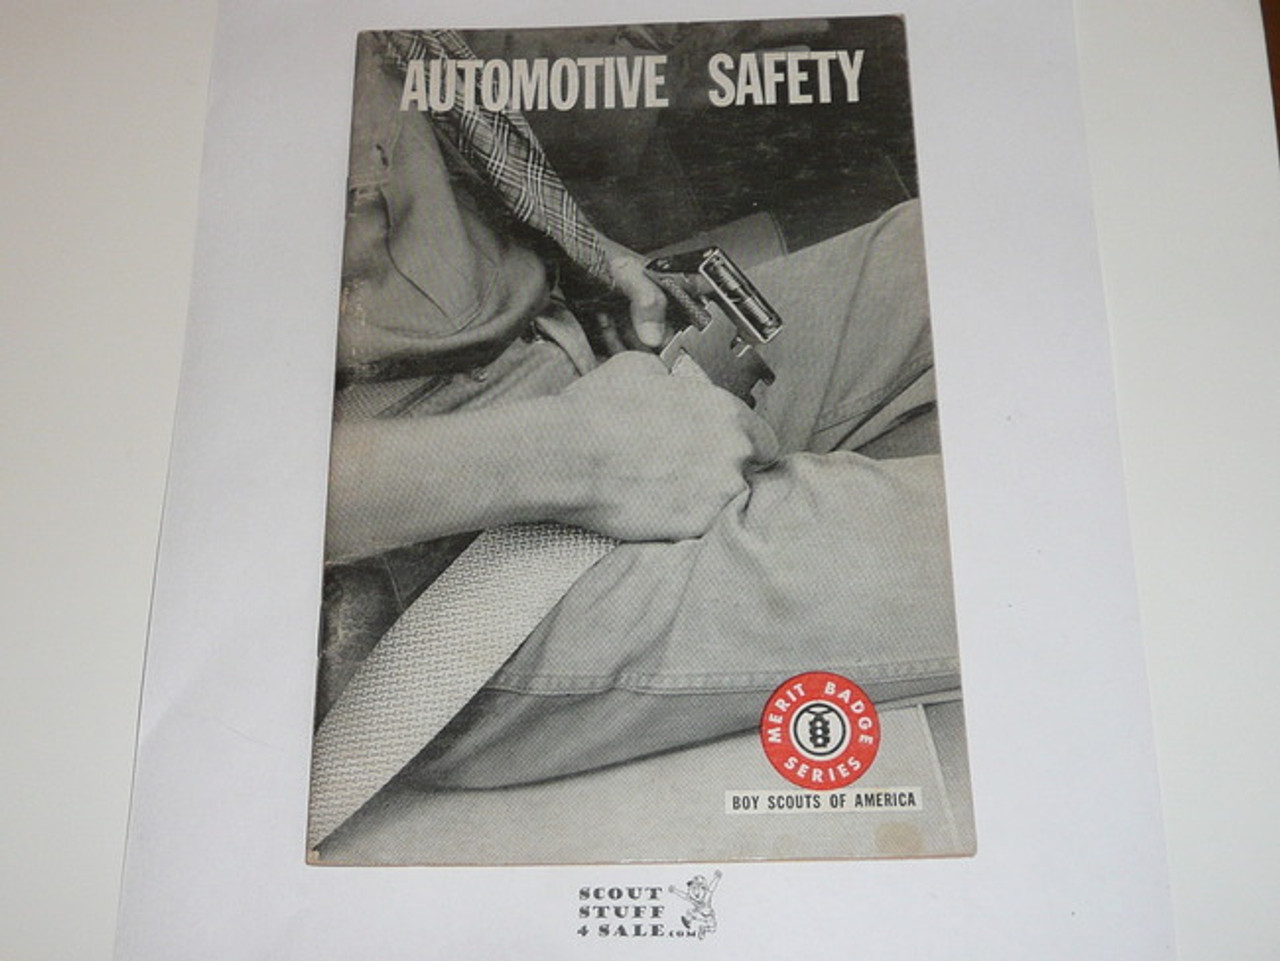 AUTOMOTIVE SAFETY
MERIT BADGE
SERIES
BOY SCOUTS OF AMERICA
SCOUT
STUFF
4 SALE.COM